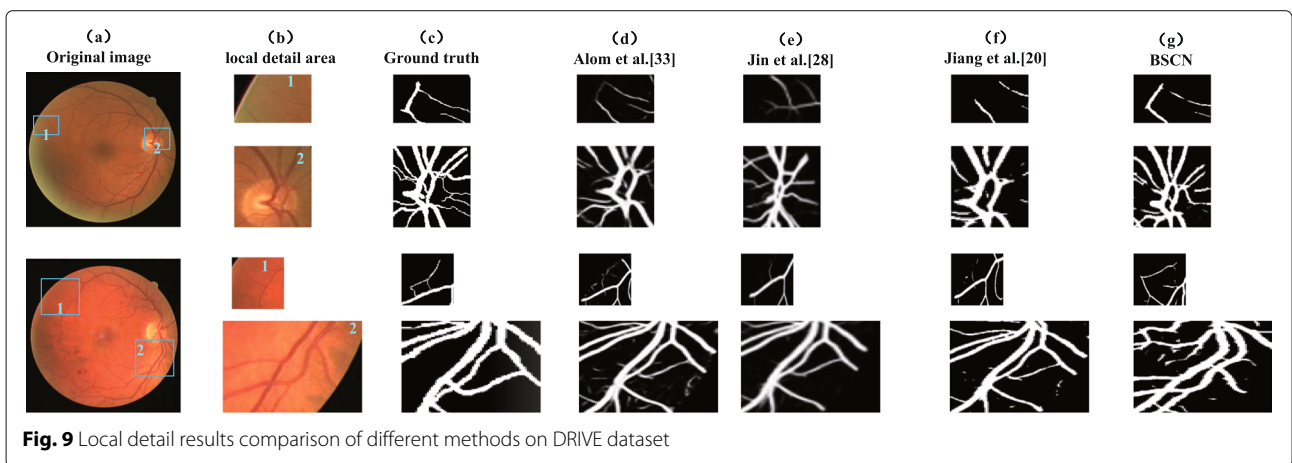 （a）
Original image
（b）
local detail area
（c）
Ground truth
（d）
Alom et al.[33]
（e）
Jin et al.[28]
（f）
Jiang et al.[20]
（g）
BSCN
1
2
1
2
1
2
1
2
Fig. 9 Local detail results comparison of different methods on DRIVE dataset